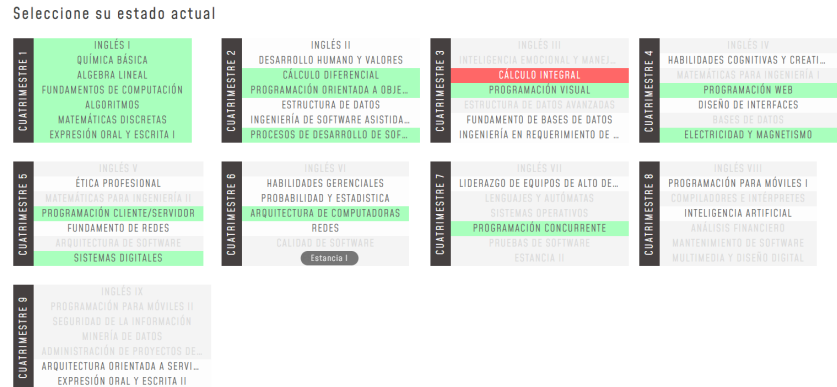 Seleccione su estado actual
CUATRIMESTRE 1
INGLÉS I
QUÍMICA BÁSICA
ALGEBRA LINEAL
FUNDAMENTOS DE COMPUTACIÓN
ALGORITMOS
MATEMÁTICAS DISCRETAS
EXPRESIÓN ORAL Y ESCRITA I
CUATRIMESTRE 2
INGLÉS II
DESARROLLO HUMANO Y VALORES
CÁLCULO DIFERENCIAL
PROGRAMACIÓN ORIENTADA A OBJE...
ESTRUCTURA DE DATOS
INGENIERÍA DE SOFTWARE ASISTIDA...
PROCESOS DE DESARROLLO DE SOF...
CUATRIMESTRE 3
INGLÉS III
INTELIGENCIA EMOCIONAL Y MANEJ...
CÁLCULO INTEGRAL
PROGRAMACIÓN VISUAL
ESTRUCTURA DE DATOS AVANZADAS
FUNDAMENTO DE BASES DE DATOS
INGENIERÍA EN REQUERIMIENTO DE ...
CUATRIMESTRE 4
INGLÉS IV
HABILIDADES COGNITIVAS Y CREATI...
MATEMÁTICAS PARA INGENIERÍA I
PROGRAMACIÓN WEB
DISEÑO DE INTERFACES
BASES DE DATOS
ELECTRICIDAD Y MAGNETISMO
CUATRIMESTRE 5
INGLÉS V
ÉTICA PROFESIONAL
MATEMÁTICAS PARA INGENIERÍA II
PROGRAMACIÓN CLIENTE/SERVIDOR
FUNDAMENTO DE REDES
ARQUITECTURA DE SOFTWARE
SISTEMAS DIGITALES
CUATRIMESTRE 6
INGLÉS VI
HABILIDADES GERENCIALES
PROBABILIDAD Y ESTADISTICA
ARQUITECTURA DE COMPUTADORAS
REDES
CALIDAD DE SOFTWARE
Estancia I
CUATRIMESTRE 7
INGLÉS VII
LIDERAZGO DE EQUIPOS DE ALTO DE...
LENGUAJES Y AUTÓMATAS
SISTEMAS OPERATIVOS
PROGRAMACIÓN CONCURRENTE
PRUEBAS DE SOFTWARE
ESTANCIA II
CUATRIMESTRE 8
INGLÉS VIII
PROGRAMACIÓN PARA MÓVILES I
COMPILADORES E INTÉRPRETES
INTELIGENCIA ARTIFICIAL
ANÁLISIS FINANCIERO
MANTENIMIENTO DE SOFTWARE
MULTIMEDIA Y DISEÑO DIGITAL
CUATRIMESTRE 9
INGLÉS IX
PROGRAMACIÓN PARA MÓVILES II
SEGURIDAD DE LA INFORMACIÓN
MINERÍA DE DATOS
ADMINISTRACIÓN DE PROYECTOS DE...
ARQUITECTURA ORIENTADA A SERVI...
EXPRESIÓN ORAL Y ESCRITA II